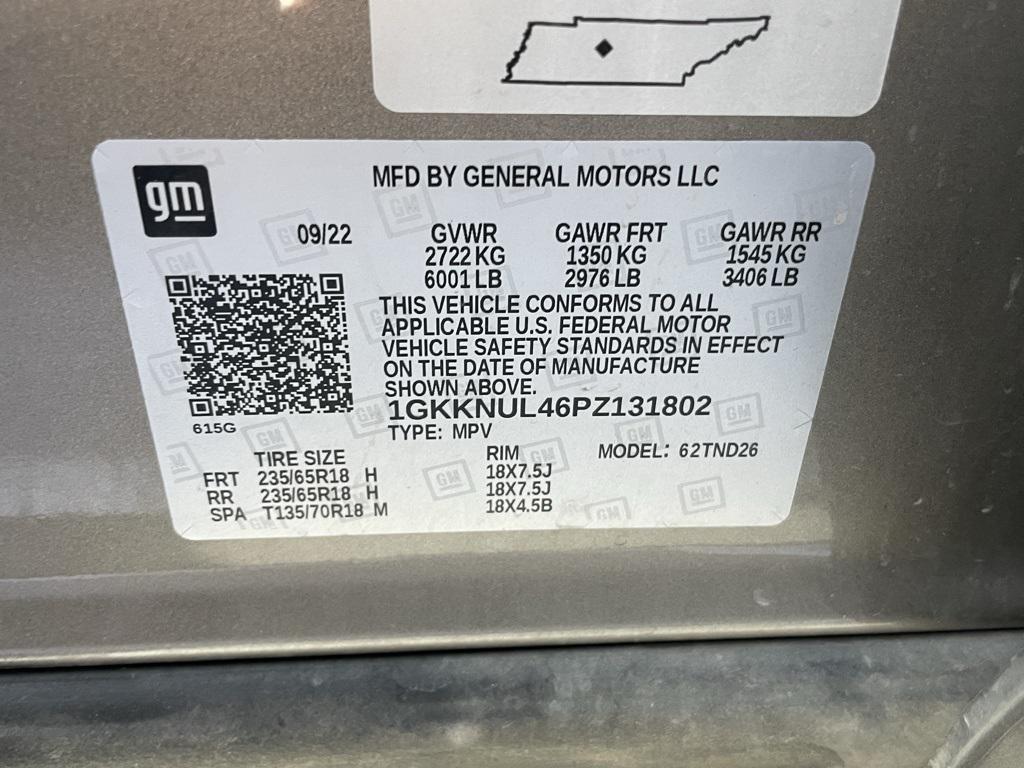 gm
MFD BY GENERAL MOTORS LLC
09/22
GVWR GAWR FRT GAWR RR
2722 KG 1350 KG 1545 KG
6001 LB 2976 LB 3406 LB
THIS VEHICLE CONFORMS TO ALL
APPLICABLE U.S. FEDERAL MOTOR
VEHICLE SAFETY STANDARDS IN EFFECT
ON THE DATE OF MANUFACTURE
SHOWN ABOVE.
1GKKNUL46PZ131802
615G
TYPE: MPV
MODEL: 62TND26
TIRE SIZE RIM
FRT 235/65R18 H 18X7.5J
RR 235/65R18 H 18X7.5J
SPA T135/70R18 M 18X4.5B